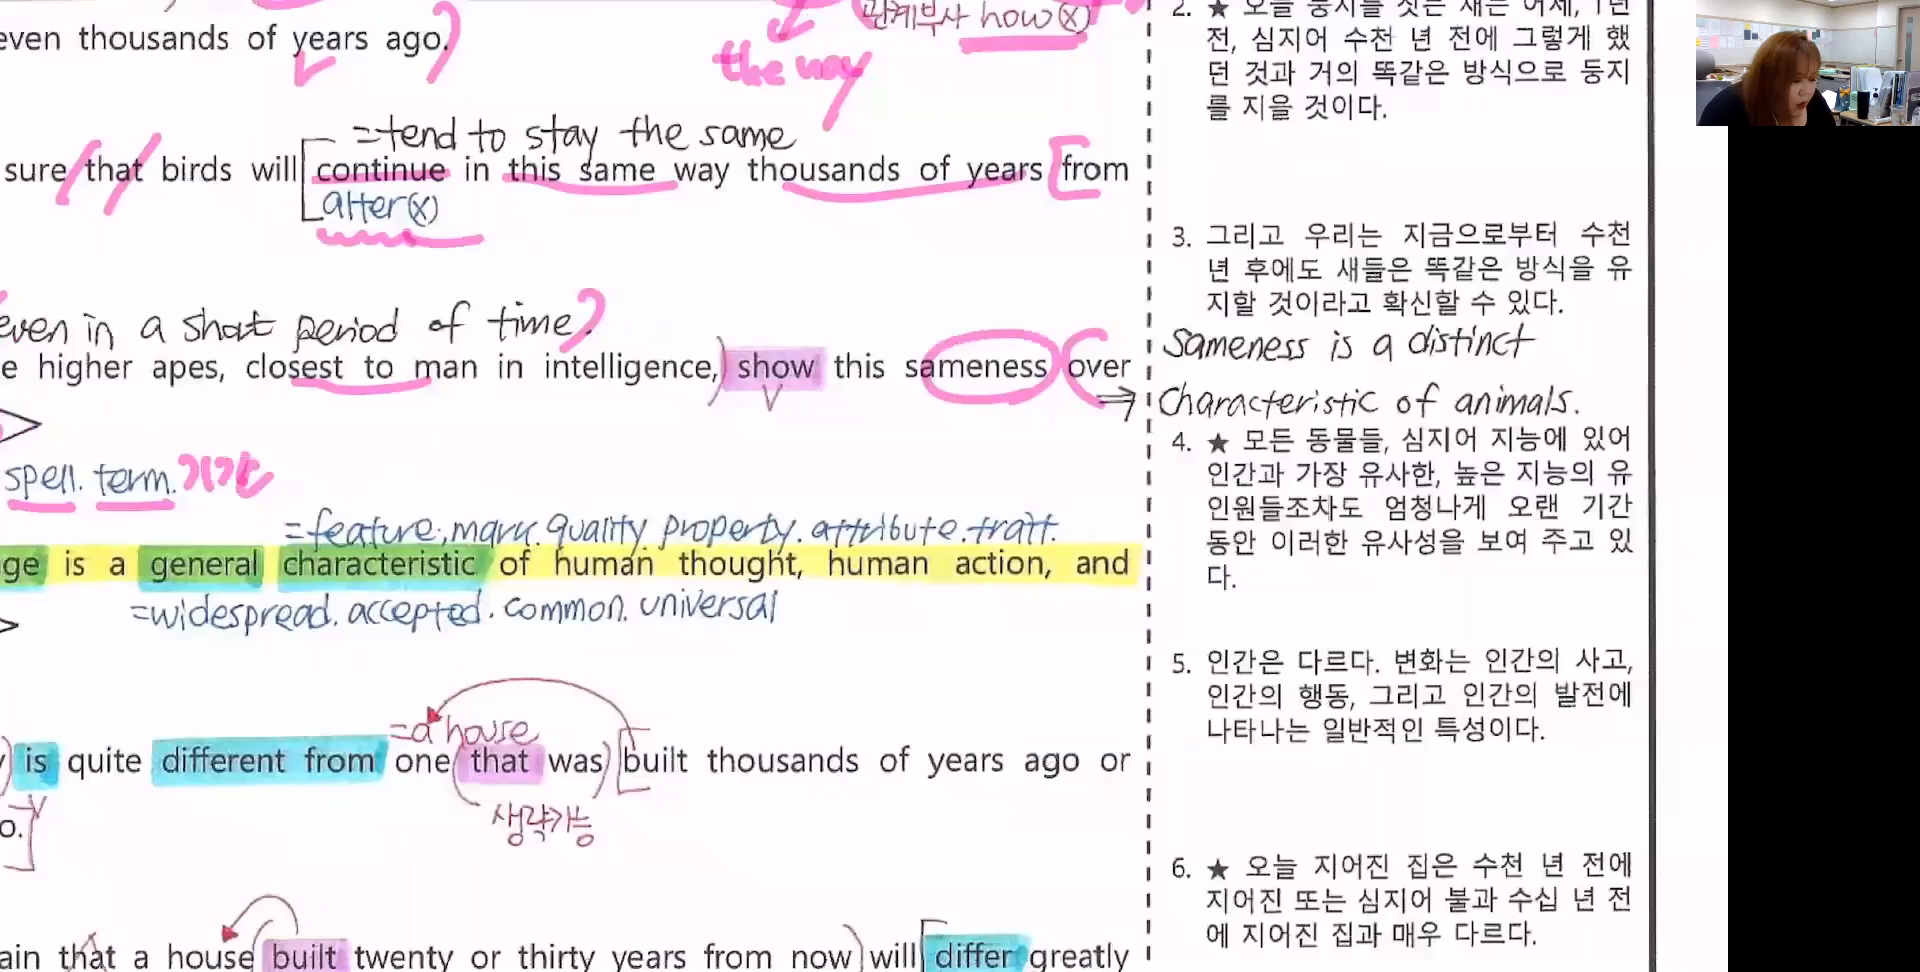 관계부사 how(x)
even thousands of years ago.
the way
=tend to stay the same
sure that birds will continue in this same way thousands of years from
alter(x)
even in a short period of time
e higher apes, closest to man in intelligence, show this sameness over
spell. term. 기간
=feature, mark. quality. property. attribute. trait.
ge is a general characteristic of human thought, human action, and
=widespread. accepted. common. universal
=a house
is quite different from one that was built thousands of years ago or
생략가능
o.
ain that a house built twenty or thirty years from now will differ greatly
2. ★ 오늘 둥지를 짓는 새는 어제, 1년
전, 심지어 수천 년 전에 그렇게 했
던 것과 거의 똑같은 방식으로 둥지
를 지을 것이다.
3. 그리고 우리는 지금으로부터 수천
년 후에도 새들은 똑같은 방식을 유
지할 것이라고 확신할 수 있다.
Sameness is a distinct
characteristic of animals.
4. ★ 모든 동물들, 심지어 지능에 있어
인간과 가장 유사한, 높은 지능의 유
인원들조차도 엄청나게 오랜 기간
동안 이러한 유사성을 보여 주고 있
다.
5. 인간은 다르다. 변화는 인간의 사고,
인간의 행동, 그리고 인간의 발전에
나타나는 일반적인 특성이다.
6. ★ 오늘 지어진 집은 수천 년 전에
지어진 또는 심지어 불과 수십 년 전
에 지어진 집과 매우 다르다.